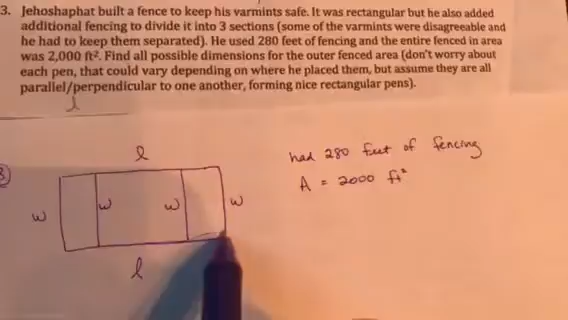 3. Jehoshaphat built a fence to keep his varmints safe. It was rectangular but he also added
additional fencing to divide it into 3 sections (some of the varmints were disagreeable and
he had to keep them separated). He used 280 feet of fencing and the entire fenced in area
was 2,000 ft². Find all possible dimensions for the outer fenced area (don't worry about
each pen, that could vary depending on where he placed them, but assume they are all
parallel/perpendicular to one another, forming nice rectangular pens).
l
l
had 280 feet of fencing
A = 2000 ft²
w w w w
l